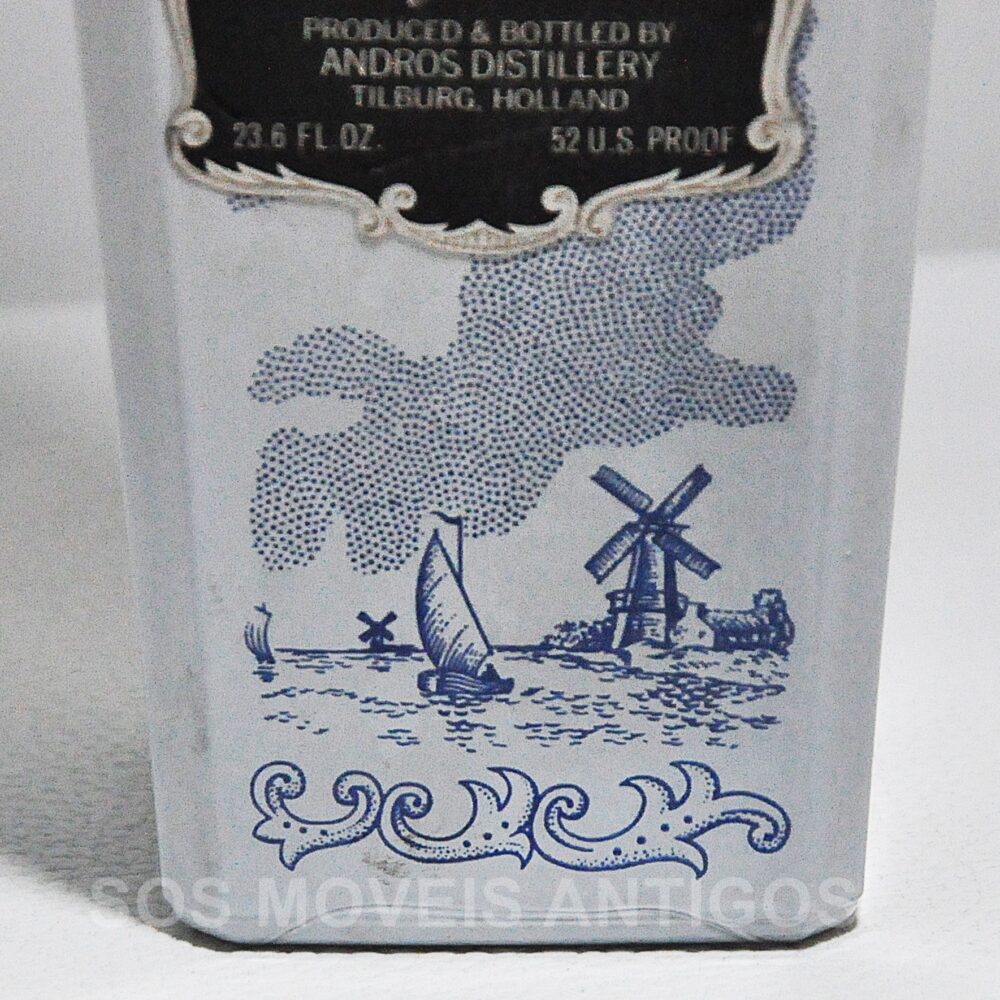 PRODUCED & BOTTLED BY
ANDROS DISTILLERY
TILBURG, HOLLAND
23.6 FL. OZ. 52 U.S. PROOF
SOS MOVEIS ANTIGOS